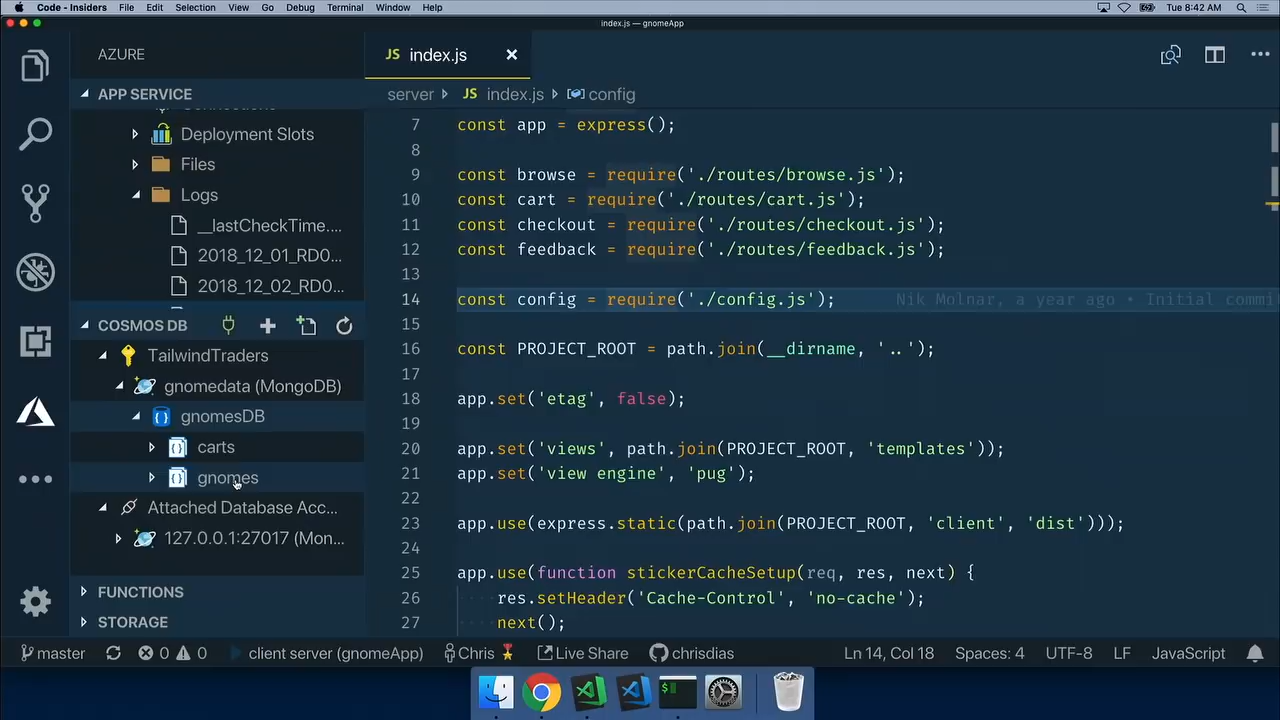 Code - Insiders File Edit Selection View Go Debug Terminal Window Help Tue 8:42 AM
index.js — gnomeApp
AZURE
JS index.js
APP SERVICE
server JS index.js config
Deployment Slots
Files
Logs
__lastCheckTime....
2018_12_01_RD0...
2018_12_02_RD0...
COSMOS DB
TailwindTraders
gnomedata (MongoDB)
gnomesDB
carts
gnomes
Attached Database Acc...
127.0.0.1:27017 (Mon...
FUNCTIONS
STORAGE
7 const app = express();
8
9 const browse = require('./routes/browse.js');
10 const cart = require('./routes/cart.js');
11 const checkout = require('./routes/checkout.js');
12 const feedback = require('./routes/feedback.js');
13
14 const config = require('./config.js'); Nik Molnar, a year ago • Initial commi
15
16 const PROJECT_ROOT = path.join(__dirname, '..');
17
18 app.set('etag', false);
19
20 app.set('views', path.join(PROJECT_ROOT, 'templates'));
21 app.set('view engine', 'pug');
22
23 app.use(express.static(path.join(PROJECT_ROOT, 'client', 'dist')));
24
25 app.use(function stickerCacheSetup(req, res, next) {
26 res.setHeader('Cache-Control', 'no-cache');
27 next();
master 0 0 client server (gnomeApp) Chris Live Share chrisdias Ln 14, Col 18 Spaces: 4 UTF-8 LF JavaScript